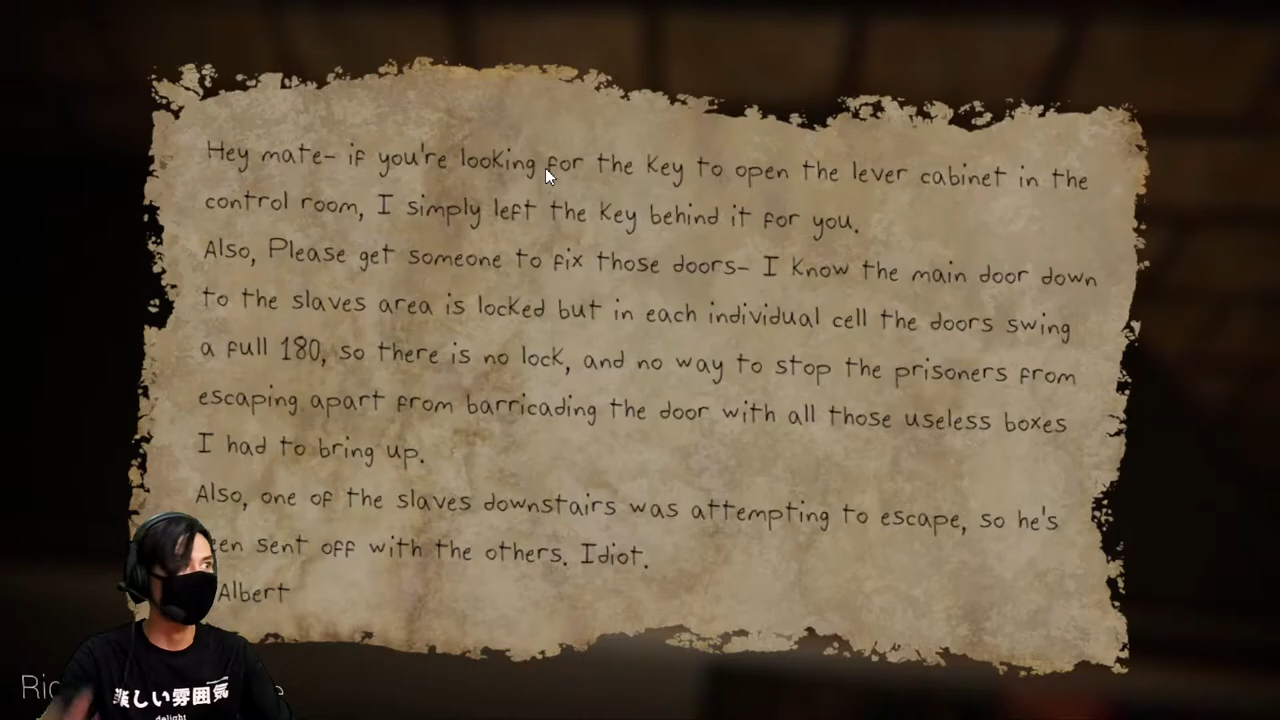 Hey mate- if you're looking for the key to open the lever cabinet in the
control room, I simply left the key behind it for you.
Also, Please get someone to fix those doors- I know the main door down
to the slaves area is locked but in each individual cell the doors swing
a full 180, so there is no lock, and no way to stop the prisoners from
escaping apart from barricading the door with all those useless boxes
I had to bring up.
Also, one of the slaves downstairs was attempting to escape, so he's
sent off with the others. Idiot.
Albert
楽しい雰囲気
delight